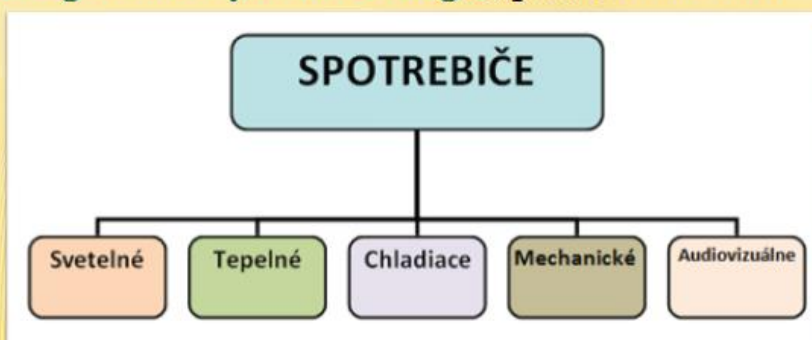 SPOTREBIČE
Svetelné
Tepelné
Chladiace
Mechanické
Audiovizuálne